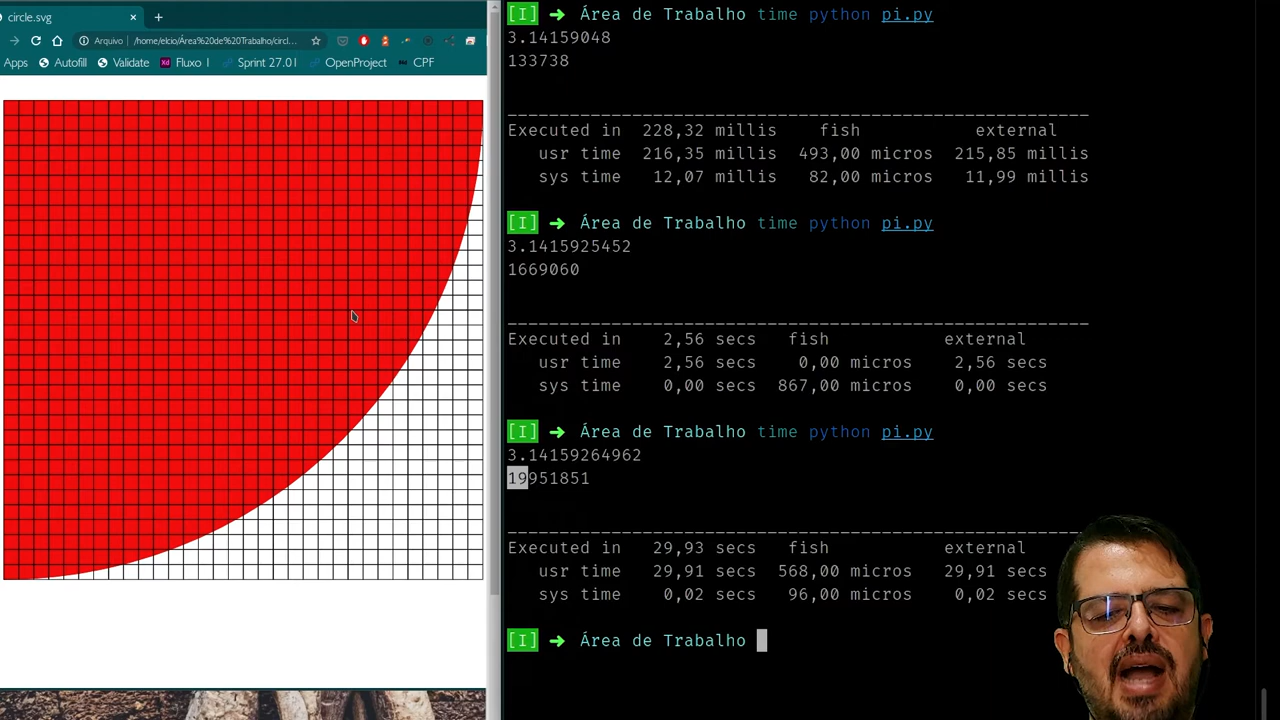 circle.svg
Arquivo /home/elcio/Área%20de%20Trabalho/circl...
Apps Autofill Validate Xd Fluxo 1 Sprint 27.01 OpenProject CPF
[I] ➜ Área de Trabalho time python pi.py
3.14159048
133738
Executed in 228,32 millis fish external
usr time 216,35 millis 493,00 micros 215,85 millis
sys time 12,07 millis 82,00 micros 11,99 millis
[I] ➜ Área de Trabalho time python pi.py
3.1415925452
1669060
Executed in 2,56 secs fish external
usr time 2,56 secs 0,00 micros 2,56 secs
sys time 0,00 secs 867,00 micros 0,00 secs
[I] ➜ Área de Trabalho time python pi.py
3.14159264962
19951851
Executed in 29,93 secs fish external
usr time 29,91 secs 568,00 micros 29,91 secs
sys time 0,02 secs 96,00 micros 0,02 secs
[I] ➜ Área de Trabalho